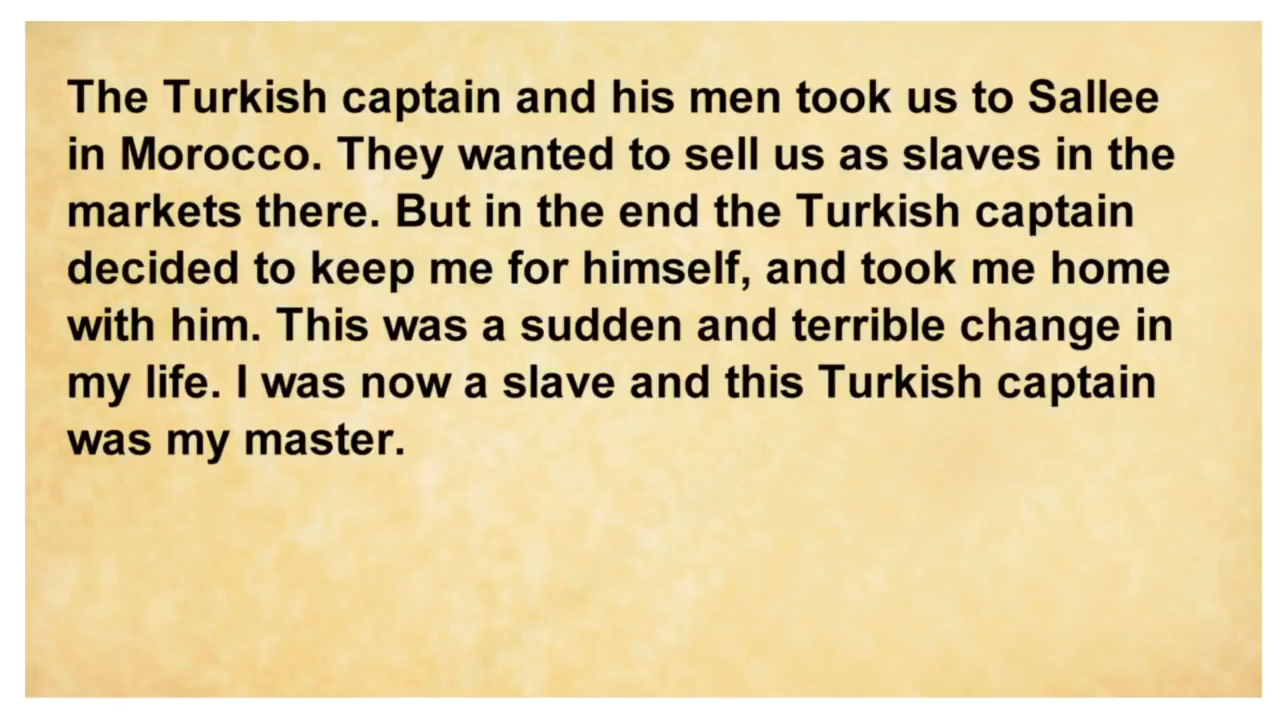 The Turkish captain and his men took us to Sallee
in Morocco. They wanted to sell us as slaves in the
markets there. But in the end the Turkish captain
decided to keep me for himself, and took me home
with him. This was a sudden and terrible change in
my life. I was now a slave and this Turkish captain
was my master.